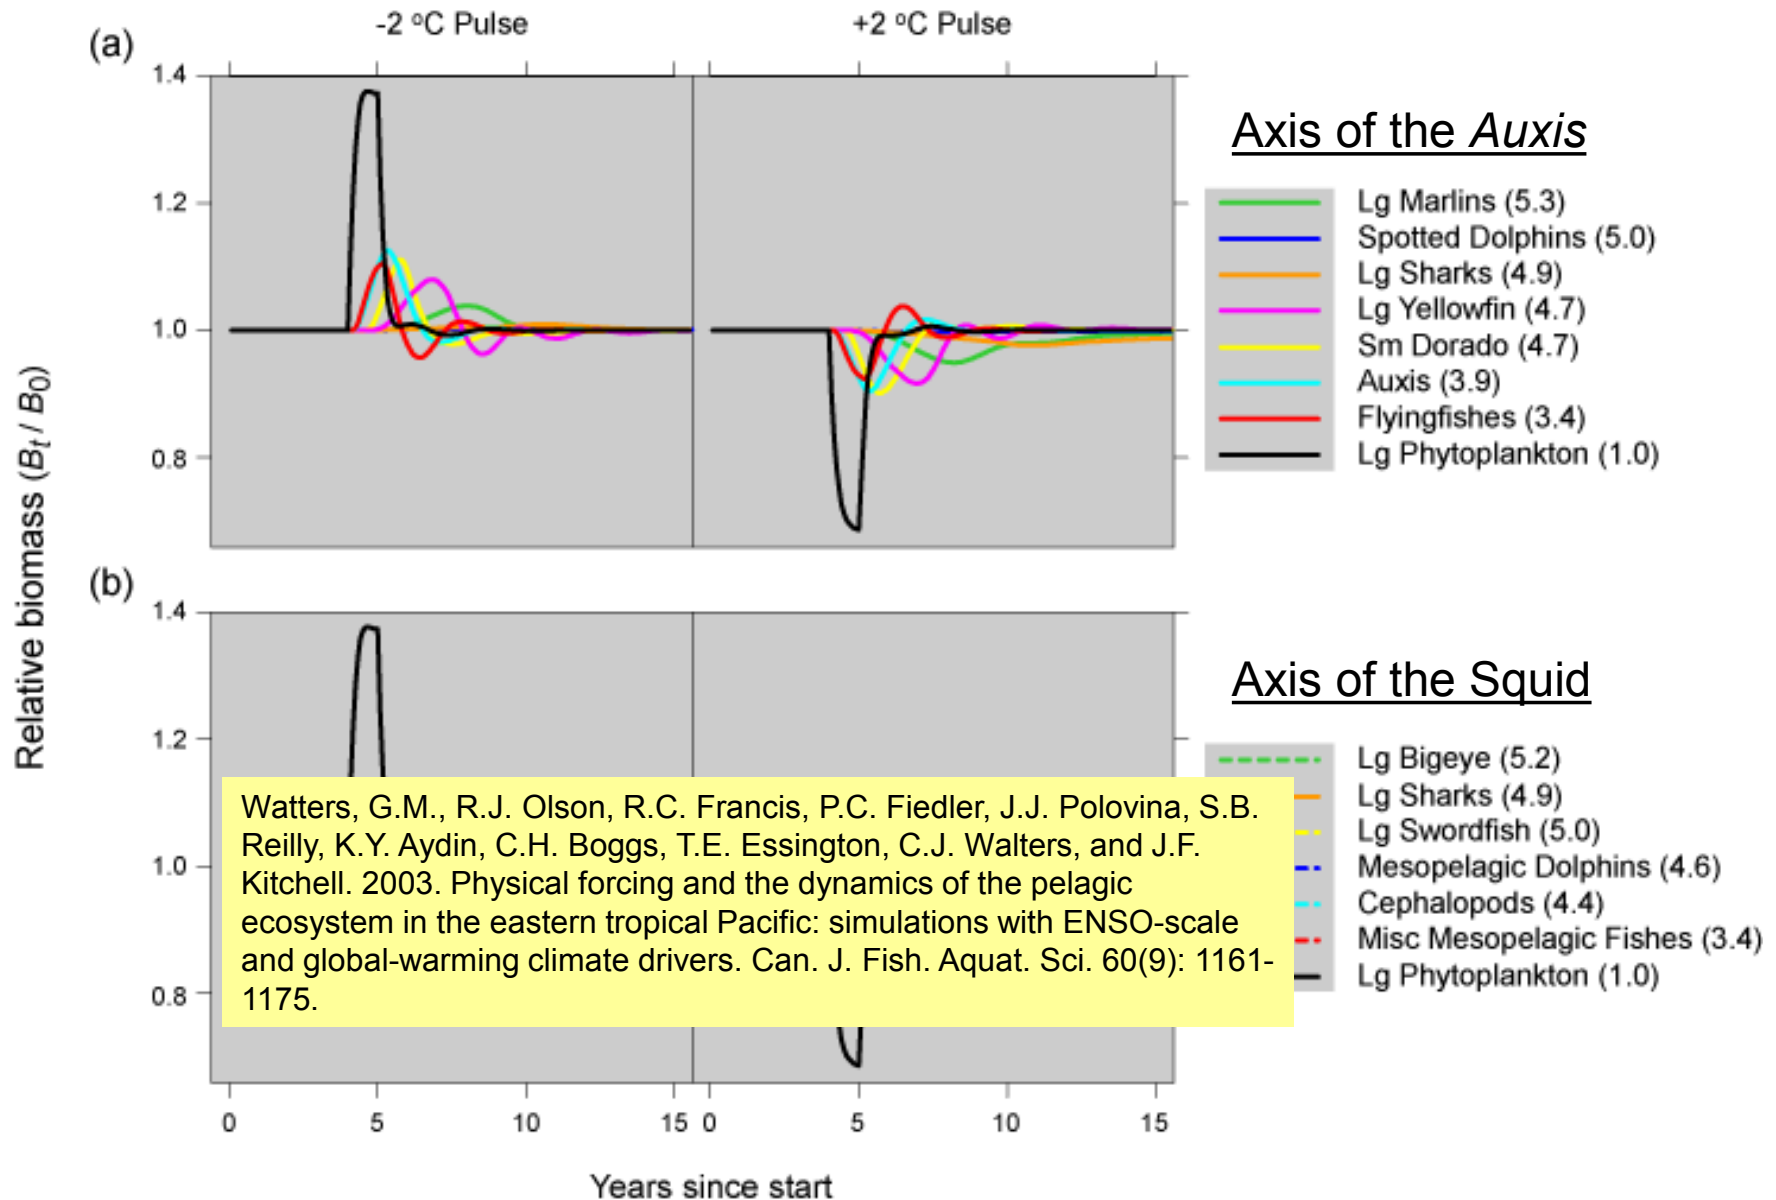 -2 ºC Pulse
+2 ºC Pulse
(a)
1.4
1.2
1.0
0.8
Axis of the Auxis
Lg Marlins (5.3)
Spotted Dolphins (5.0)
Lg Sharks (4.9)
Lg Yellowfin (4.7)
Sm Dorado (4.7)
Auxis (3.9)
Flyingfishes (3.4)
Lg Phytoplankton (1.0)
Relative biomass (Bt / B0)
(b)
1.4
1.2
1.0
0.8
Axis of the Squid
Lg Bigeye (5.2)
Lg Sharks (4.9)
Lg Swordfish (5.0)
Mesopelagic Dolphins (4.6)
Cephalopods (4.4)
Misc Mesopelagic Fishes (3.4)
Lg Phytoplankton (1.0)
Watters, G.M., R.J. Olson, R.C. Francis, P.C. Fiedler, J.J. Polovina, S.B.
Reilly, K.Y. Aydin, C.H. Boggs, T.E. Essington, C.J. Walters, and J.F.
Kitchell. 2003. Physical forcing and the dynamics of the pelagic
ecosystem in the eastern tropical Pacific: simulations with ENSO-scale
and global-warming climate drivers. Can. J. Fish. Aquat. Sci. 60(9): 1161-
1175.
0 5 10 15 0 5 10 15
Years since start